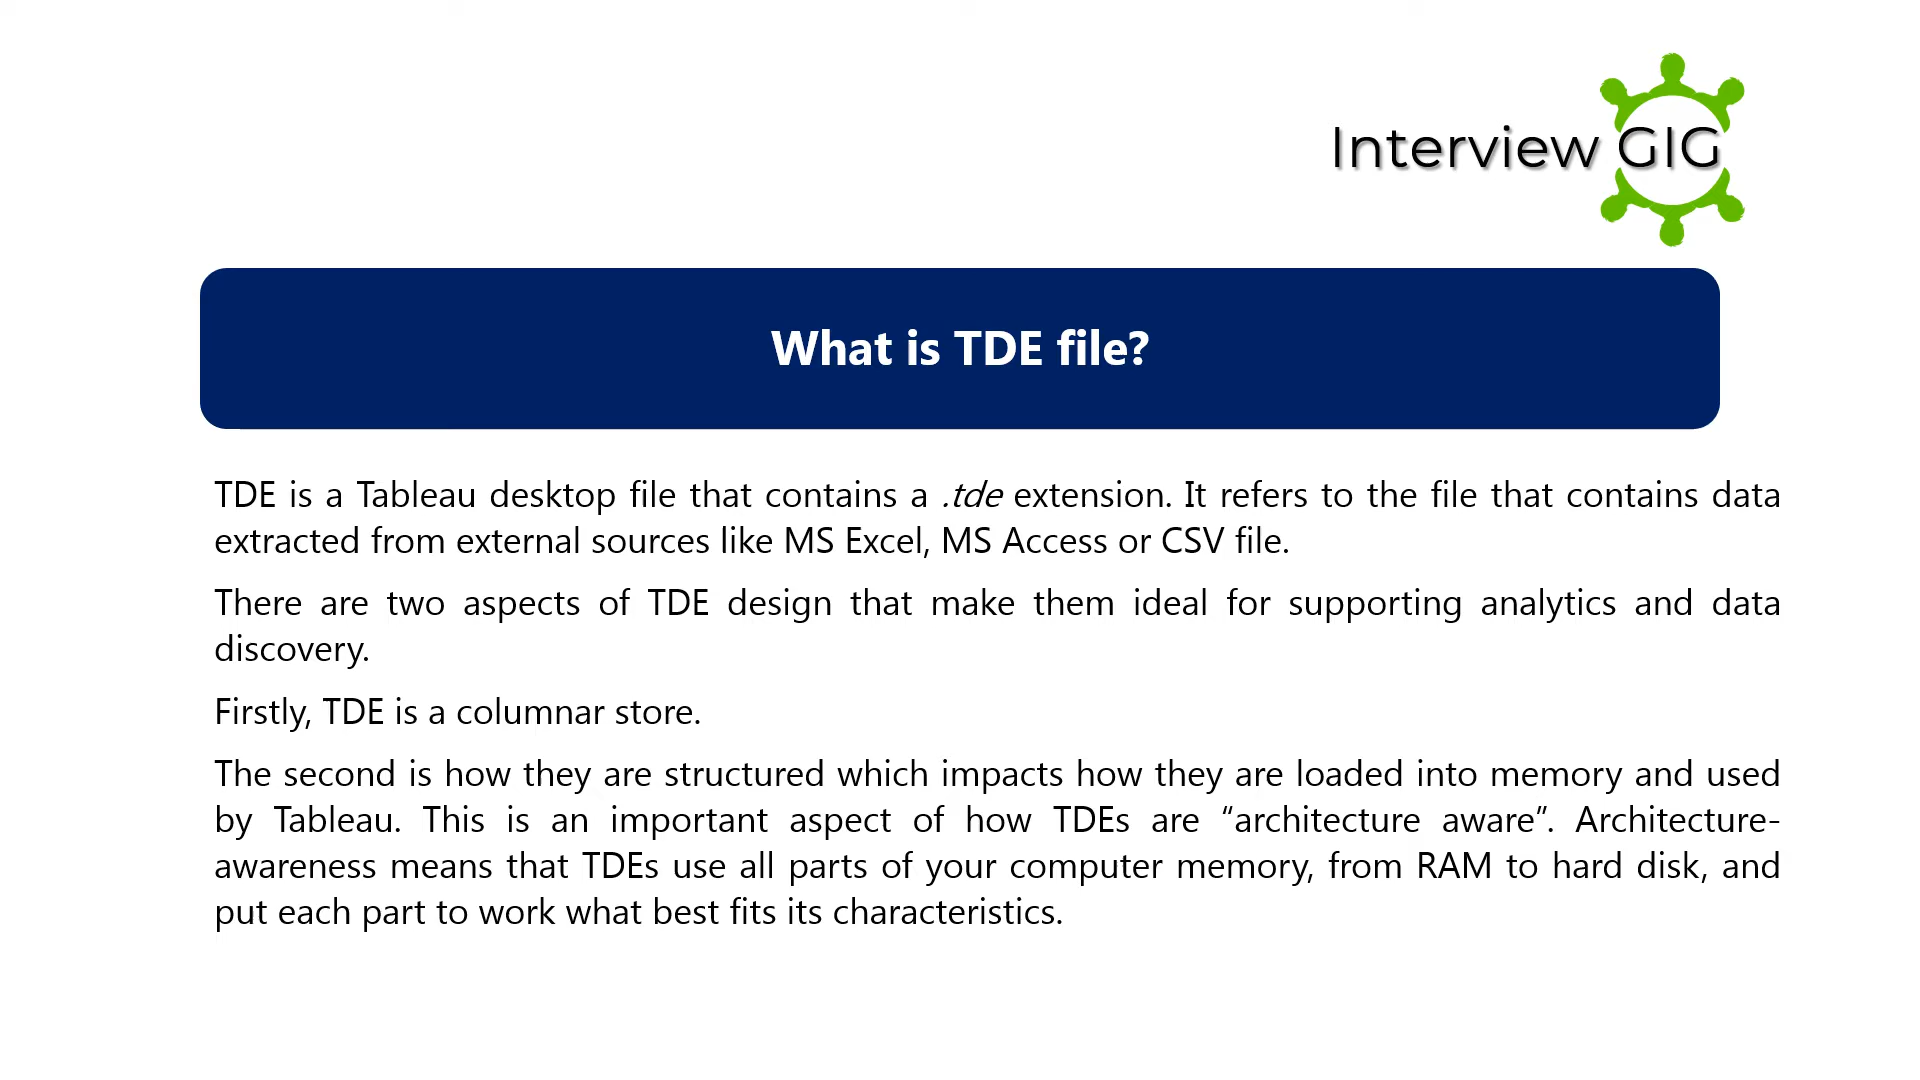 Interview GIG
What is TDE file?
TDE is a Tableau desktop file that contains a .tde extension. It refers to the file that contains data
extracted from external sources like MS Excel, MS Access or CSV file.
There are two aspects of TDE design that make them ideal for supporting analytics and data
discovery.
Firstly, TDE is a columnar store.
The second is how they are structured which impacts how they are loaded into memory and used
by Tableau. This is an important aspect of how TDEs are “architecture aware”. Architecture-
awareness means that TDEs use all parts of your computer memory, from RAM to hard disk, and
put each part to work what best fits its characteristics.